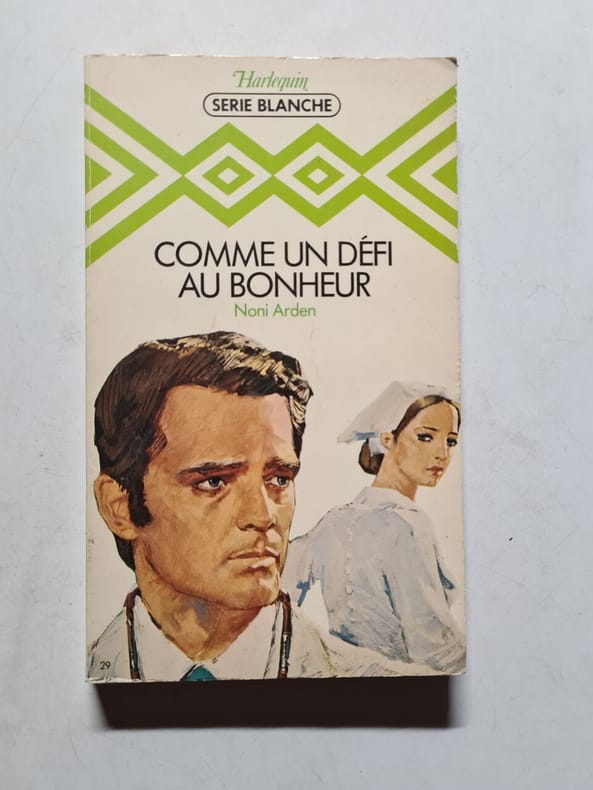 Harlequin
SERIE BLANCHE
COMME UN DÉFI
AU BONHEUR
Noni Arden
29